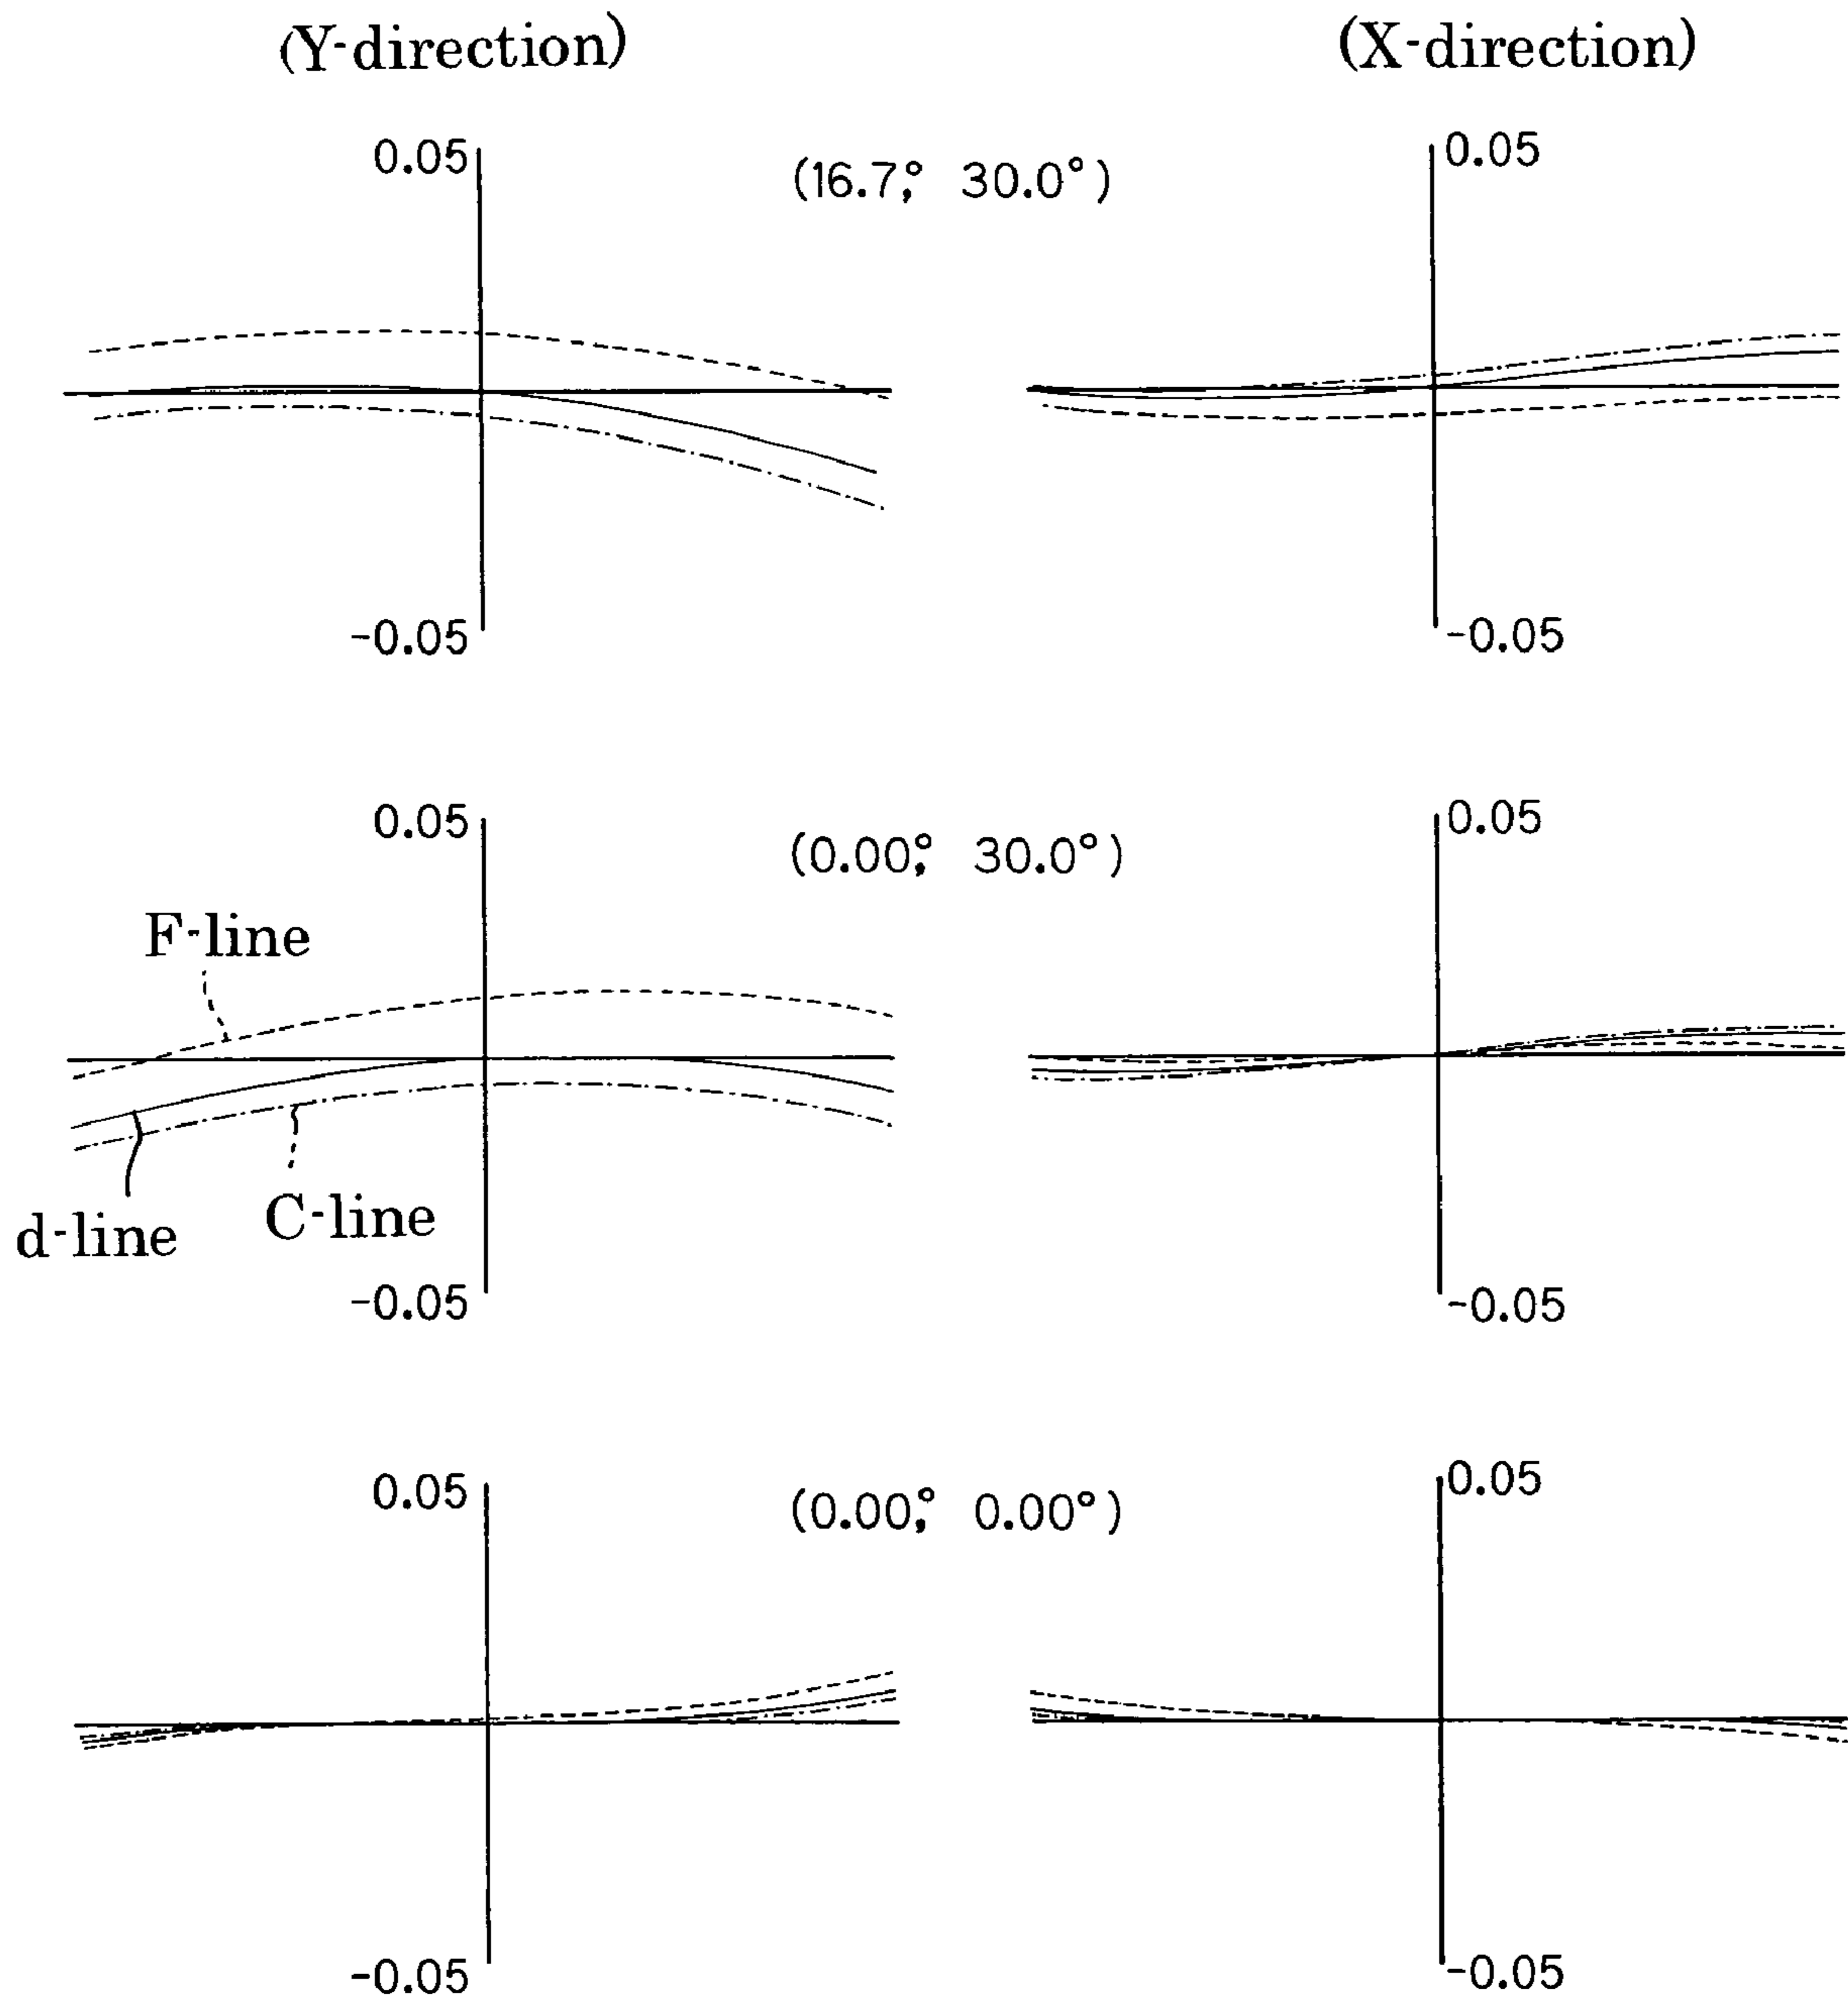 (Y-direction) (X-direction)
0.05 (16.7°, 30.0°) 0.05
-0.05 -0.05
0.05 (0.00°, 30.0°) 0.05
F-line
d-line C-line
-0.05 -0.05
0.05 (0.00°, 0.00°) 0.05
-0.05 -0.05